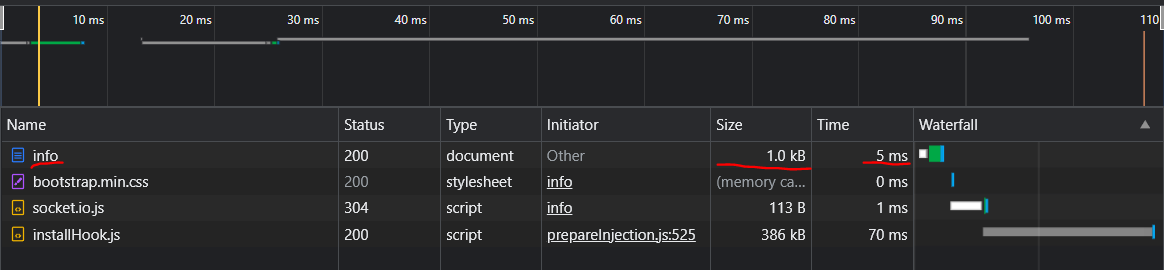 10 ms 20 ms 30 ms 40 ms 50 ms 60 ms 70 ms 80 ms 90 ms 100 ms 110
Name Status Type Initiator Size Time Waterfall
info 200 document Other 1.0 kB 5 ms
bootstrap.min.css 200 stylesheet info (memory ca... 0 ms
socket.io.js 304 script info 113 B 1 ms
installHook.js 200 script prepareInjection.js:525 386 kB 70 ms